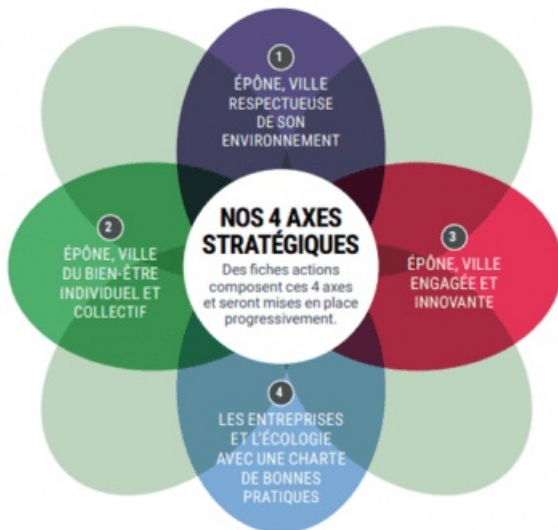 1
ÉPÔNE, VILLE
RESPECTUEUSE
DE SON
ENVIRONNEMENT
2
ÉPÔNE, VILLE
DU BIEN-ÊTRE
INDIVIDUEL ET
COLLECTIF
NOS 4 AXES
STRATÉGIQUES
Des fiches actions
composent ces 4 axes
et seront mises en place
progressivement.
3
ÉPÔNE, VILLE
ENGAGÉE ET
INNOVANTE
4
LES ENTREPRISES
ET L'ÉCOLOGIE
AVEC UNE CHARTE
DE BONNES
PRATIQUES